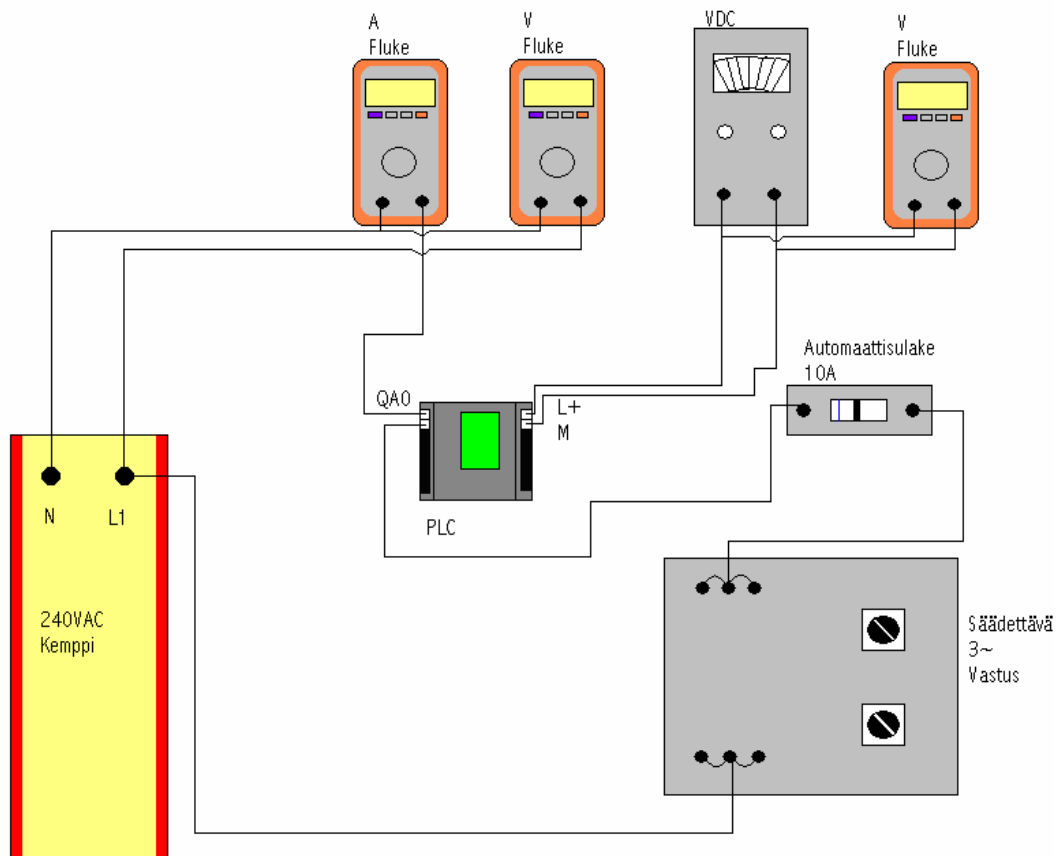 A
Fluke
V
Fluke
VDC
V
Fluke
Automaattisulake
10A
QA0
L+
M
PLC
N
L1
240VAC
Kemppi
Säädettävä
3~
Vastus